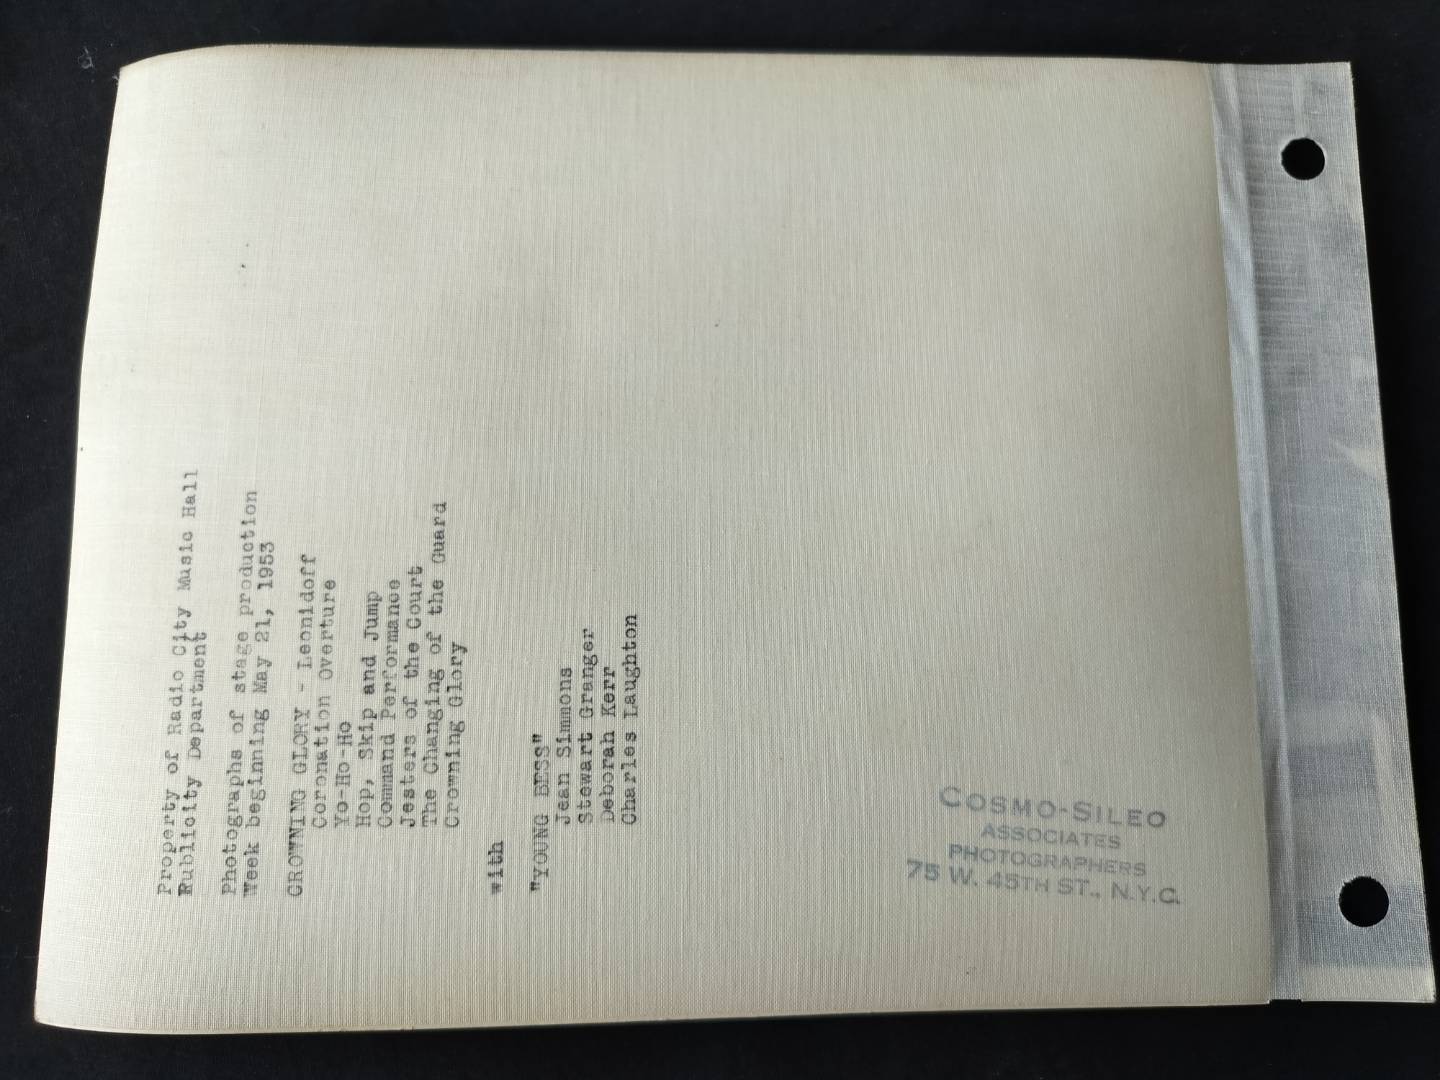 Property of Radio City Music Hall
Publicity Department
Photographs of stage production
Week beginning May 21, 1953
CROWNING GLORY - Leonidoff
Coronation Overture
Yo-Ho-Ho
Hop, Skip and Jump
Command Performance
Jesters of the Court
The Changing of the Guard
Crowning Glory
with
"YOUNG BESS"
Jean Simmons
Stewart Granger
Deborah Kerr
Charles Laughton
COSMO-SILEO
ASSOCIATES
PHOTOGRAPHERS
75 W. 45TH ST., N.Y.C.